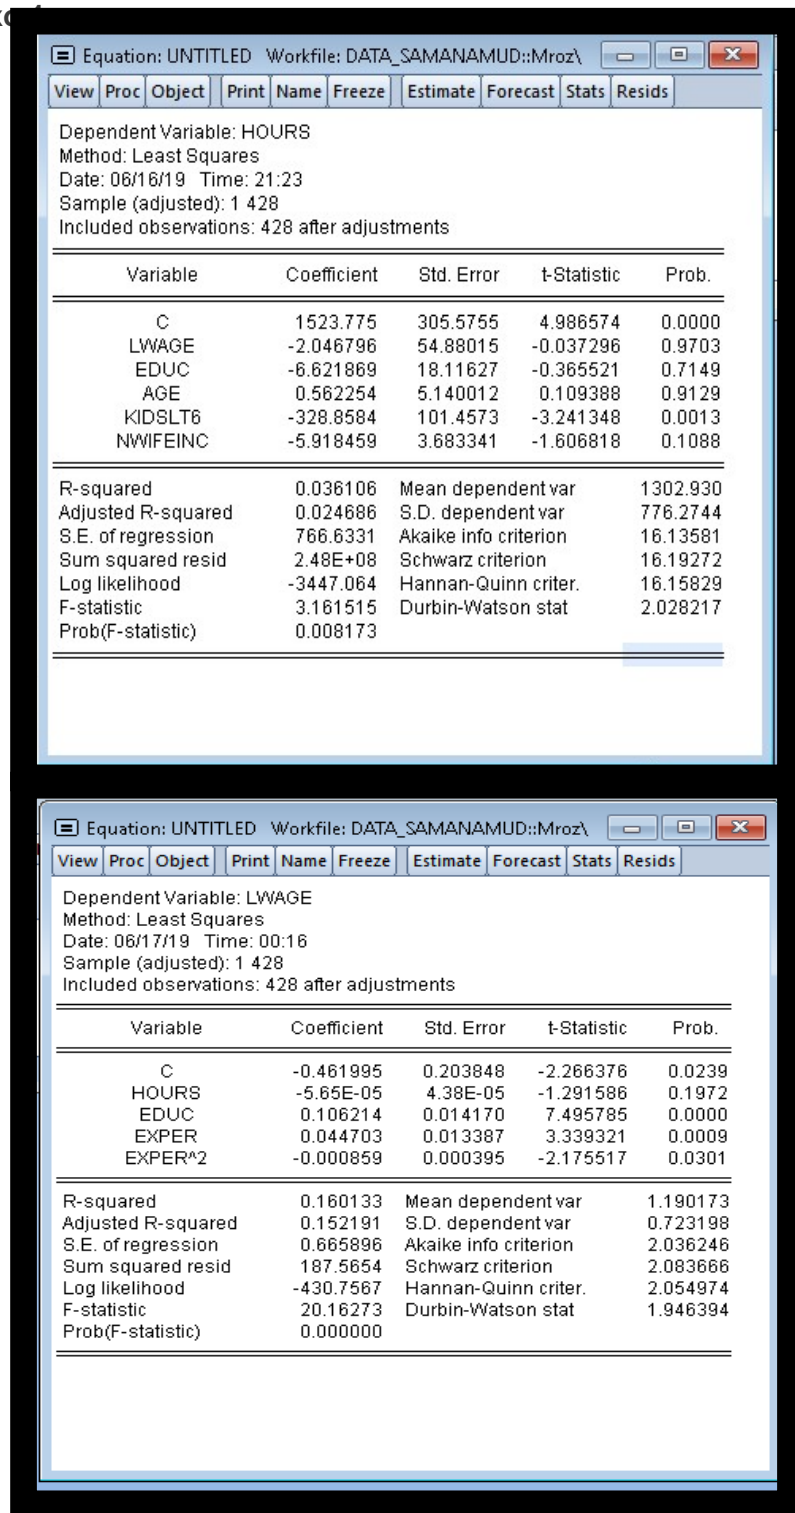 Equation: UNTITLED Workfile: DATA_SAMANAMUD::Mroz\
View Proc Object Print Name Freeze Estimate Forecast Stats Resids
Dependent Variable: HOURS
Method: Least Squares
Date: 06/16/19 Time: 21:23
Sample (adjusted): 1 428
Included observations: 428 after adjustments
Variable Coefficient Std. Error t-Statistic Prob.
C 1523.775 305.5755 4.986574 0.0000
LWAGE -2.046796 54.88015 -0.037296 0.9703
EDUC -6.621869 18.11627 -0.365521 0.7149
AGE 0.562254 5.140012 0.109388 0.9129
KIDSLT6 -328.8584 101.4573 -3.241348 0.0013
NWIFEINC -5.918459 3.683341 -1.606818 0.1088
R-squared 0.036106 Mean dependent var 1302.930
Adjusted R-squared 0.024686 S.D. dependent var 776.2744
S.E. of regression 766.6331 Akaike info criterion 16.13581
Sum squared resid 2.48E+08 Schwarz criterion 16.19272
Log likelihood -3447.064 Hannan-Quinn criter. 16.15829
F-statistic 3.161515 Durbin-Watson stat 2.028217
Prob(F-statistic) 0.008173
Equation: UNTITLED Workfile: DATA_SAMANAMUD::Mroz\
View Proc Object Print Name Freeze Estimate Forecast Stats Resids
Dependent Variable: LWAGE
Method: Least Squares
Date: 06/17/19 Time: 00:16
Sample (adjusted): 1 428
Included observations: 428 after adjustments
Variable Coefficient Std. Error t-Statistic Prob.
C -0.461995 0.203848 -2.266376 0.0239
HOURS -5.65E-05 4.38E-05 -1.291586 0.1972
EDUC 0.106214 0.014170 7.495785 0.0000
EXPER 0.044703 0.013387 3.339321 0.0009
EXPER^2 -0.000859 0.000395 -2.175517 0.0301
R-squared 0.160133 Mean dependent var 1.190173
Adjusted R-squared 0.152191 S.D. dependent var 0.723198
S.E. of regression 0.665896 Akaike info criterion 2.036246
Sum squared resid 187.5654 Schwarz criterion 2.083666
Log likelihood -430.7567 Hannan-Quinn criter. 2.054974
F-statistic 20.16273 Durbin-Watson stat 1.946394
Prob(F-statistic) 0.000000